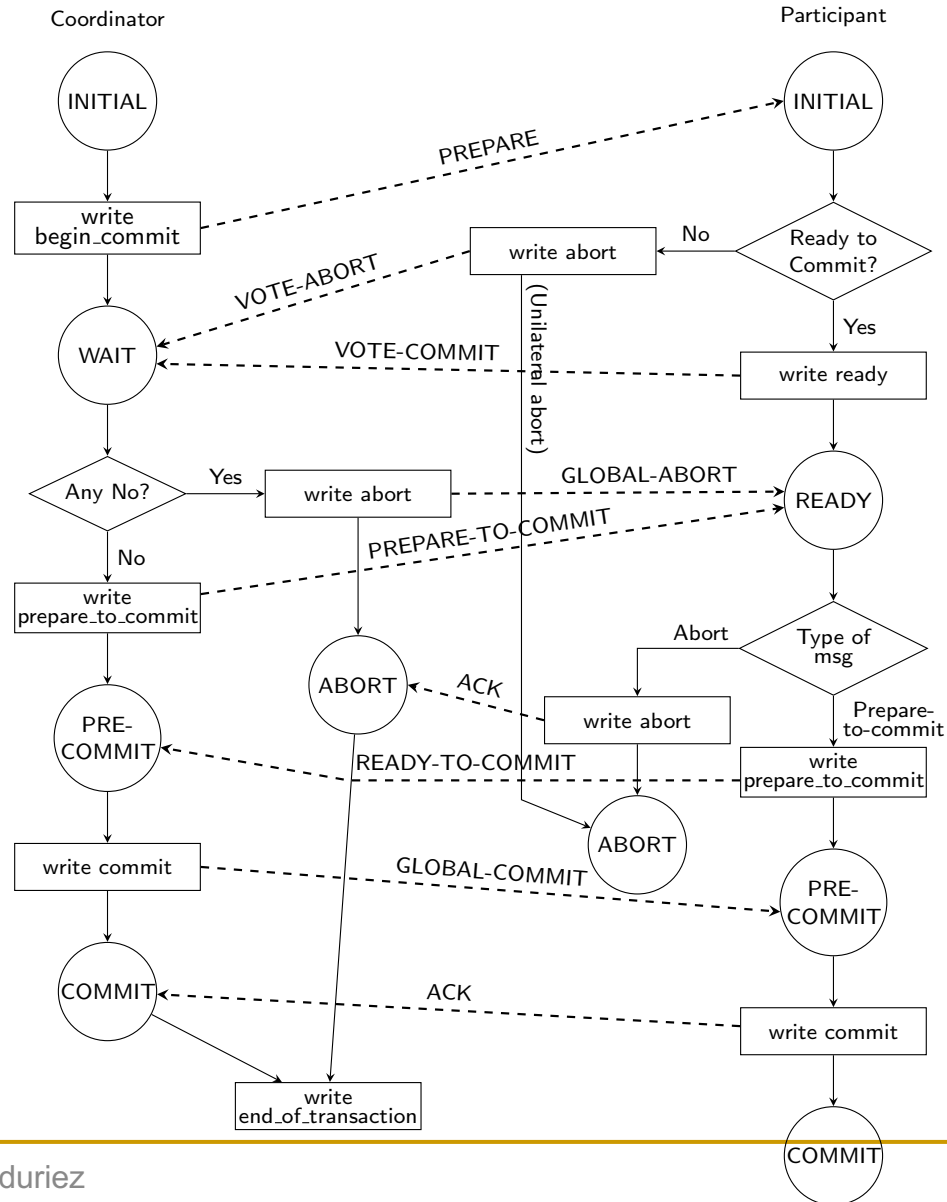 Coordinator
Participant
INITIAL
INITIAL
PREPARE
write
begin_commit
write abort
No
Ready to
Commit?
VOTE-ABORT
(Unilateral abort)
Yes
WAIT
VOTE-COMMIT
write ready
Any No?
Yes
write abort
GLOBAL-ABORT
READY
PREPARE-TO-COMMIT
No
write
prepare_to_commit
Abort
Type of
msg
ABORT
ACK
write abort
Prepare-
to-commit
PRE-
COMMIT
READY-TO-COMMIT
write
prepare_to_commit
ABORT
write commit
GLOBAL-COMMIT
PRE-
COMMIT
COMMIT
ACK
write commit
write
end_of_transaction
COMMIT
duriez